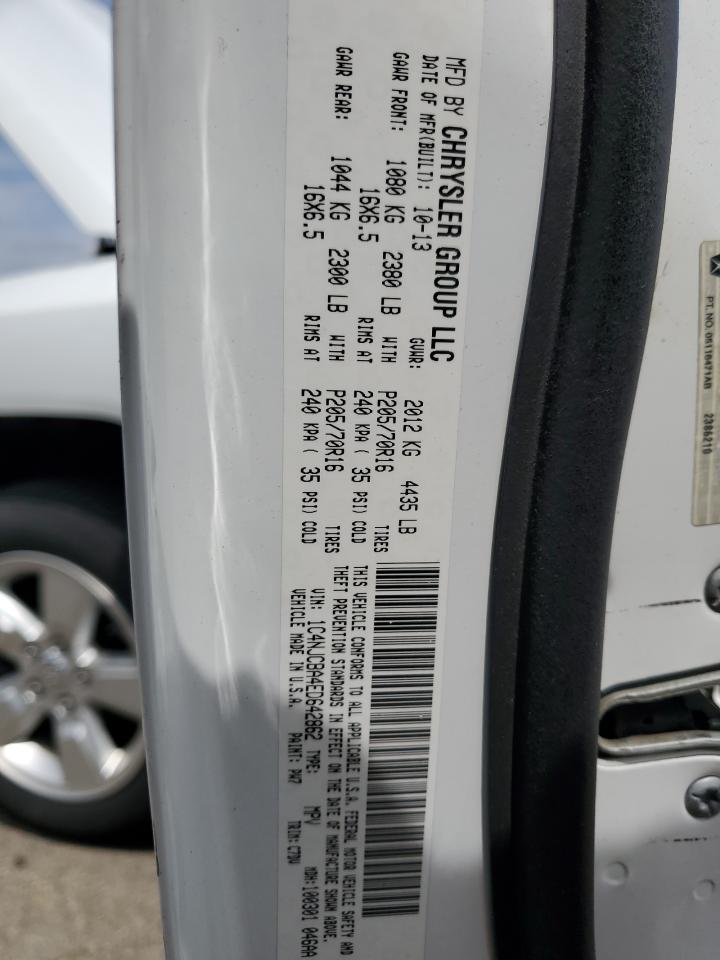 MFD BY CHRYSLER GROUP LLC
DATE OF MFR(BUILT): 10-13 GVWR: 2012 KG 4435 LB
GAWR FRONT: 1080 KG 2380 LB WITH P205/70R16 TIRES
16X6.5 RIMS AT 240 KPA ( 35 PSI) COLD
GAWR REAR: 1044 KG 2300 LB WITH P205/70R16 TIRES
16X6.5 RIMS AT 240 KPA ( 35 PSI) COLD
THIS VEHICLE CONFORMS TO ALL APPLICABLE U.S.A. FEDERAL MOTOR VEHICLE SAFETY AND
THEFT PREVENTION STANDARDS IN EFFECT ON THE DATE OF MANUFACTURE SHOWN ABOVE.
VIN: 1C4NJCBA4ED642862 TYPE: MPV MDH:100301 046AA
VEHICLE MADE IN U.S.A. PAINT: PW7 TRIM: C7DV
PT. NO. 05116471AB 2386210